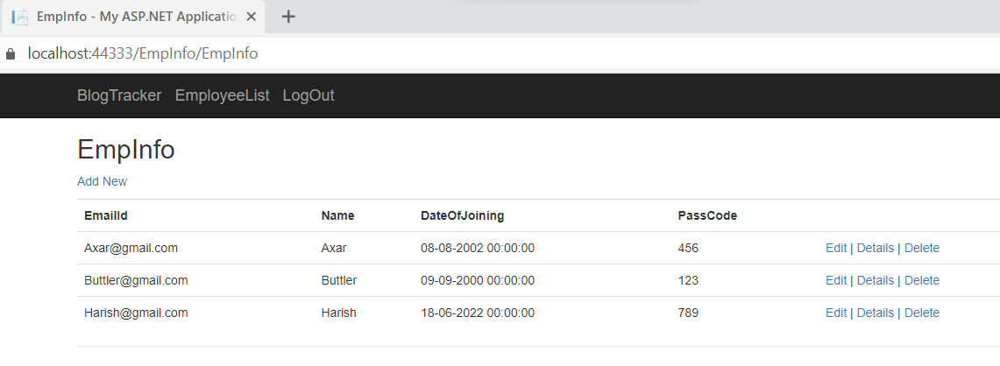 EmpInfo - My ASP.NET Applicatio
localhost:44333/EmpInfo/EmpInfo
BlogTracker EmployeeList LogOut
EmpInfo
Add New
EmailId Name DateOfJoining PassCode
Axar@gmail.com Axar 08-08-2002 00:00:00 456 Edit | Details | Delete
Buttler@gmail.com Buttler 09-09-2000 00:00:00 123 Edit | Details | Delete
Harish@gmail.com Harish 18-06-2022 00:00:00 789 Edit | Details | Delete